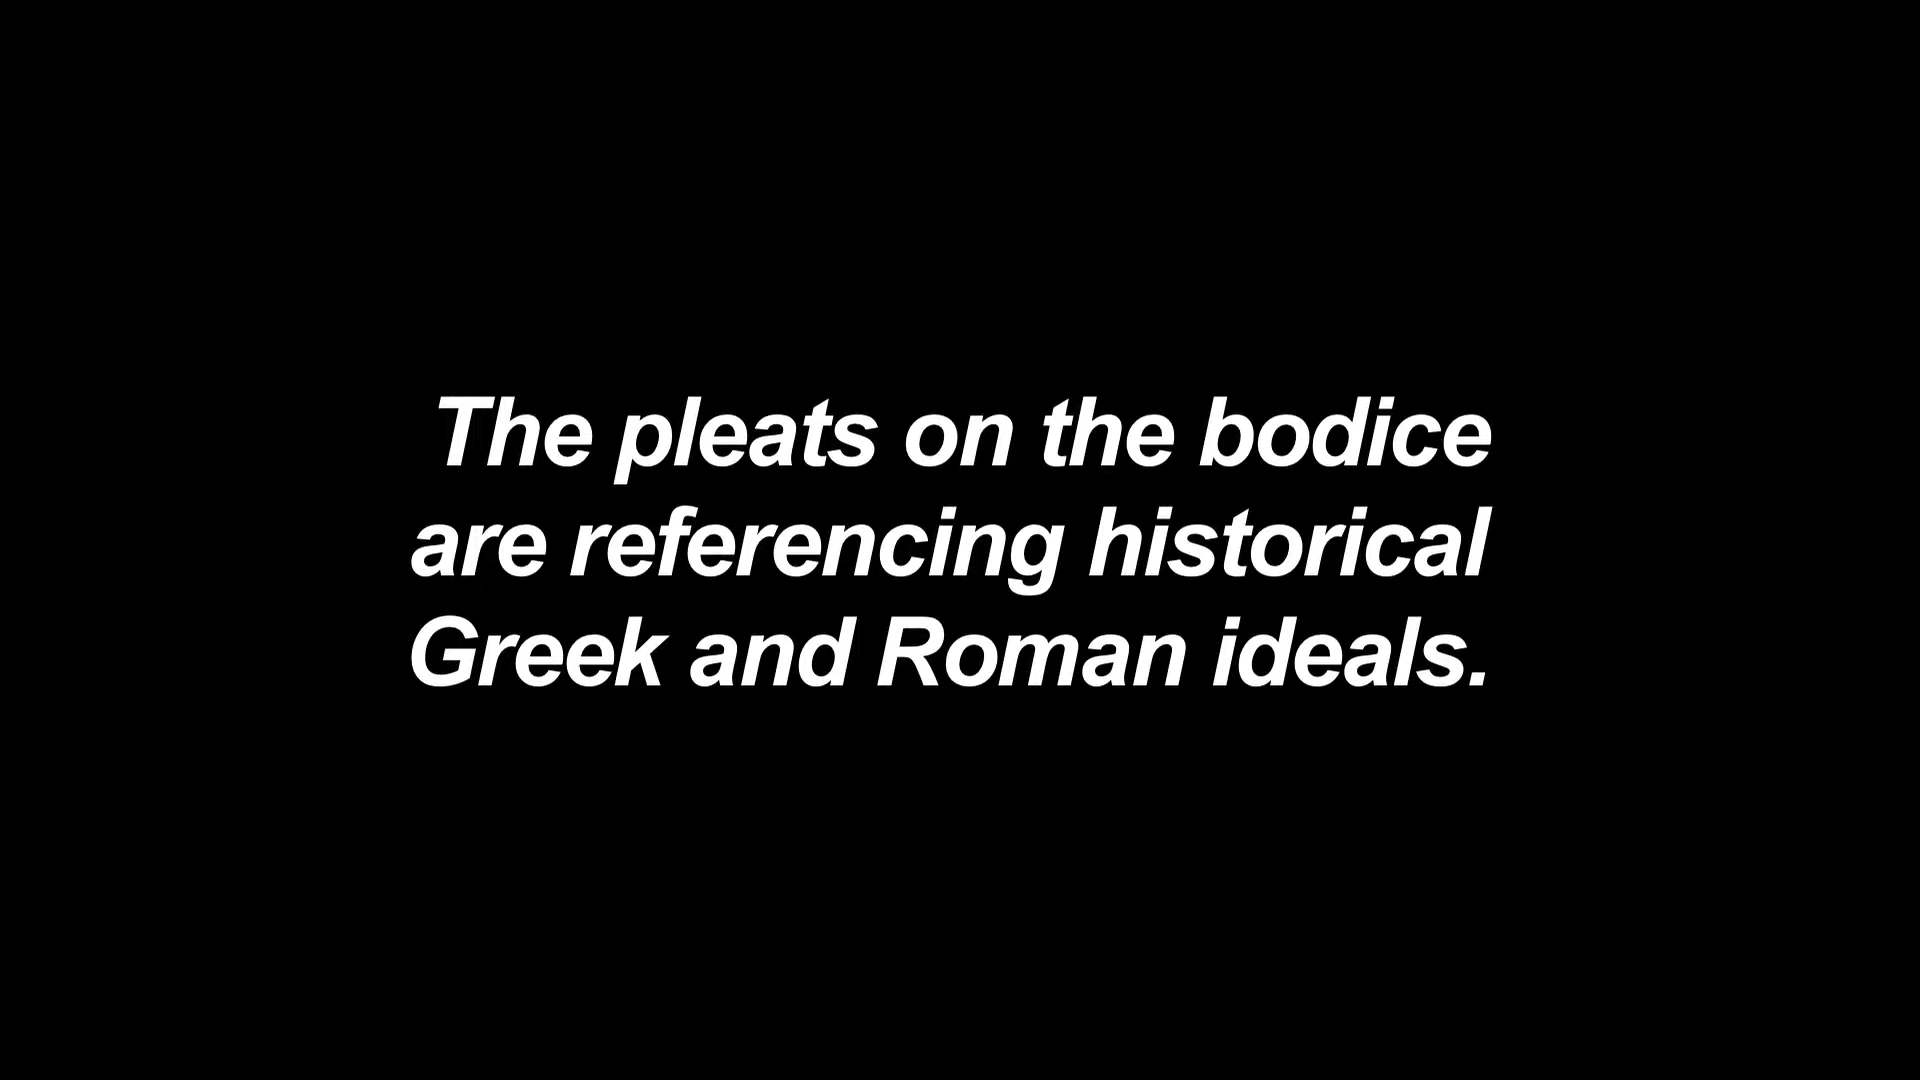 The pleats on the bodice
are referencing historical
Greek and Roman ideals.